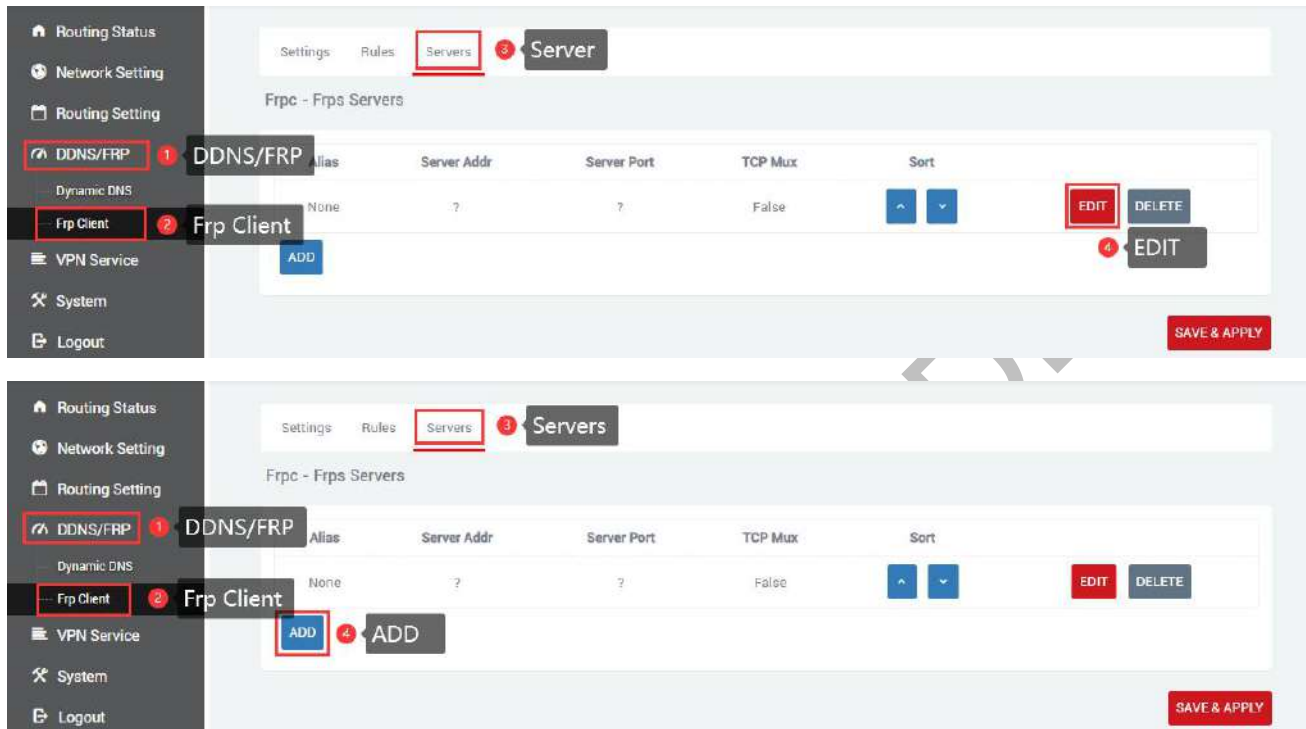 Routing Status
Network Setting
Routing Setting
DDNS/FRP 1 DDNS/FRP
Dynamic DNS
Frp Client 2 Frp Client
VPN Service
System
Logout
Settings Rules Servers 3 Server
Frpc - Frps Servers
Alias Server Addr Server Port TCP Mux Sort
None ? ? False EDIT DELETE
4 EDIT
ADD
SAVE & APPLY
Routing Status
Network Setting
Routing Setting
DDNS/FRP 1 DDNS/FRP
Dynamic DNS
Frp Client 2 Frp Client
VPN Service
System
Logout
Settings Rules Servers 3 Servers
Frpc - Frps Servers
Alias Server Addr Server Port TCP Mux Sort
None ? ? False EDIT DELETE
ADD 4 ADD
SAVE & APPLY